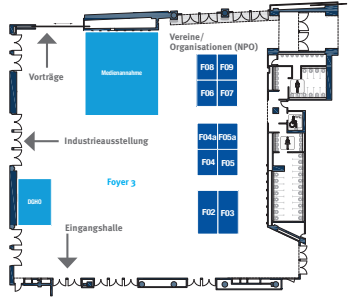 Vereine/
Organisationen (NPO)
Vorträge
Medienannahme
F08 F09
F06 F07
Industrieausstellung
F04a F05a
F04 F05
Foyer 3
DGHO
F02 F03
Eingangshalle